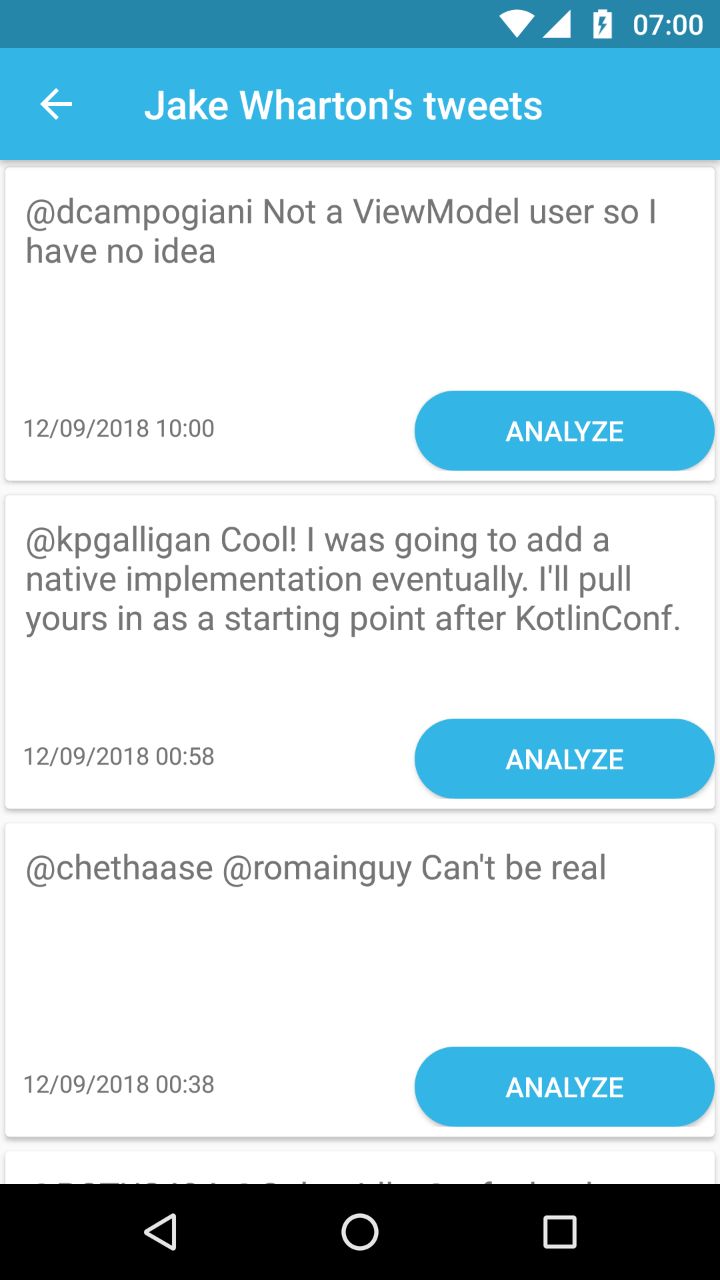 07:00
Jake Wharton's tweets
@dcampogiani Not a ViewModel user so I
have no idea
12/09/2018 10:00
ANALYZE
@kpgalligan Cool! I was going to add a
native implementation eventually. I'll pull
yours in as a starting point after KotlinConf.
12/09/2018 00:58
ANALYZE
@chethaase @romainguy Can't be real
12/09/2018 00:38
ANALYZE